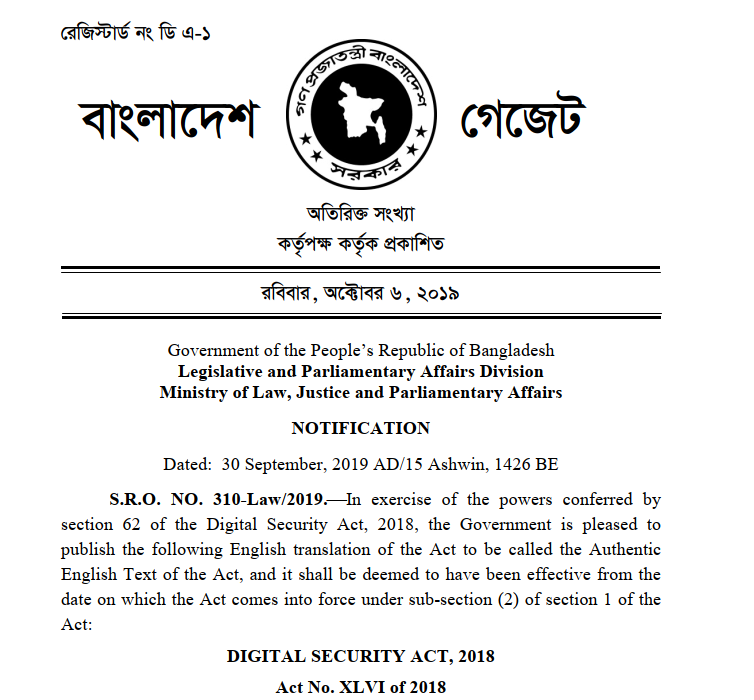 রেজিস্টার্ড নং ডি এ-১
বাংলাদেশ
গণ প্রজাতন্ত্রী বাংলাদেশ
সরকার
গেজেট
অতিরিক্ত সংখ্যা
কর্তৃপক্ষ কর্তৃক প্রকাশিত
রবিবার, অক্টোবর ৬, ২০১৯
Government of the People’s Republic of Bangladesh
Legislative and Parliamentary Affairs Division
Ministry of Law, Justice and Parliamentary Affairs
NOTIFICATION
Dated: 30 September, 2019 AD/15 Ashwin, 1426 BE
S.R.O. NO. 310-Law/2019.—In exercise of the powers conferred by
section 62 of the Digital Security Act, 2018, the Government is pleased to
publish the following English translation of the Act to be called the Authentic
English Text of the Act, and it shall be deemed to have been effective from the
date on which the Act comes into force under sub-section (2) of section 1 of the
Act:
DIGITAL SECURITY ACT, 2018
Act No. XLVI of 2018